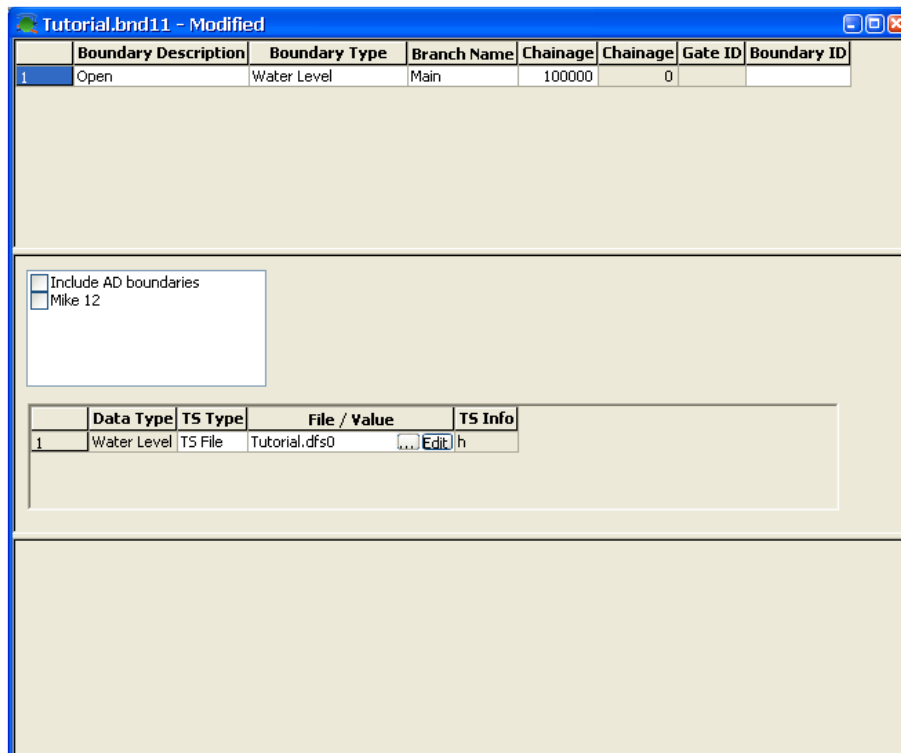 Tutorial.bnd11 - Modified
Boundary Description Boundary Type Branch Name Chainage Chainage Gate ID Boundary ID
1 Open Water Level Main 100000 0
Include AD boundaries
Mike 12
Data Type TS Type File / Value TS Info
1 Water Level TS File Tutorial.dfs0 ... Edit h